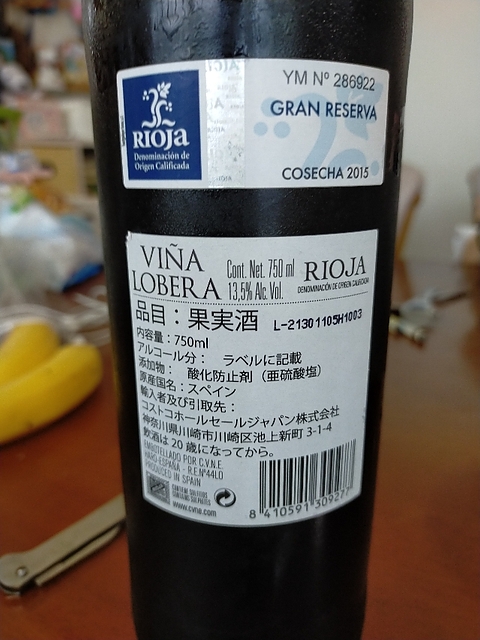 YM Nº 286922
GRAN RESERVA
RIOJA
Denominación de
Origen Calificada
COSECHA 2015
VIÑA
LOBERA
Cont. Net. 750 ml
13,5% Alc. Vol.
RIOJA
DENOMINACIÓN DE ORIGEN CALIFICADA
品目：果実酒
L-21301105H1003
内容量：750ml
アルコール分： ラベルに記載
添加物： 酸化防止剤（亜硫酸塩）
原産国名：スペイン
輸入者及び引取先：
コストコホールセールジャパン株式会社
神奈川県川崎市川崎区池上新町 3-1-4
飲酒は 20 歳になってから。
EMBOTELLADO POR C.V.N.E.
HARO-ESPAÑA - R.E.Nº44LO
PRODUCED IN SPAIN
CONTIENE SULFITOS
CONTAINS SULPHITES
www.cvne.com
8 410591 309277